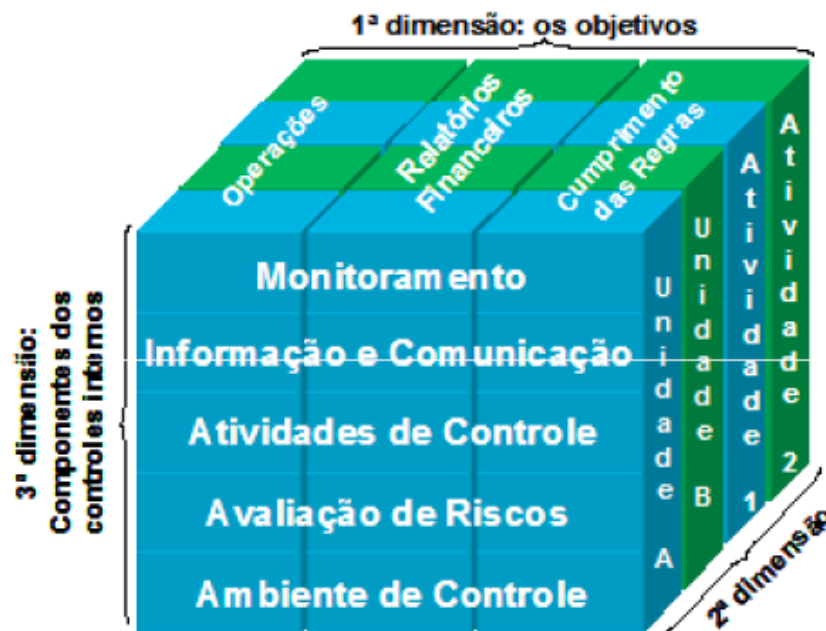 1ª dimensão: os objetivos
Operações
Relatórios
Financeiros
Cumprimento
das Regras
3ª dimensão:
Componentes dos
controles internos
Monitoramento
Informação e Comunicação
Atividades de Controle
Avaliação de Riscos
Ambiente de Controle
Unidade A
Unidade B
Atividade 1
Atividade 2
2ª dimensão